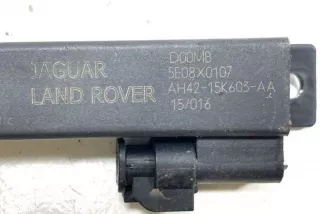 JAGUAR
LAND ROVER
D00MB
5E08X0107
AH42-15K603-AA
15/016